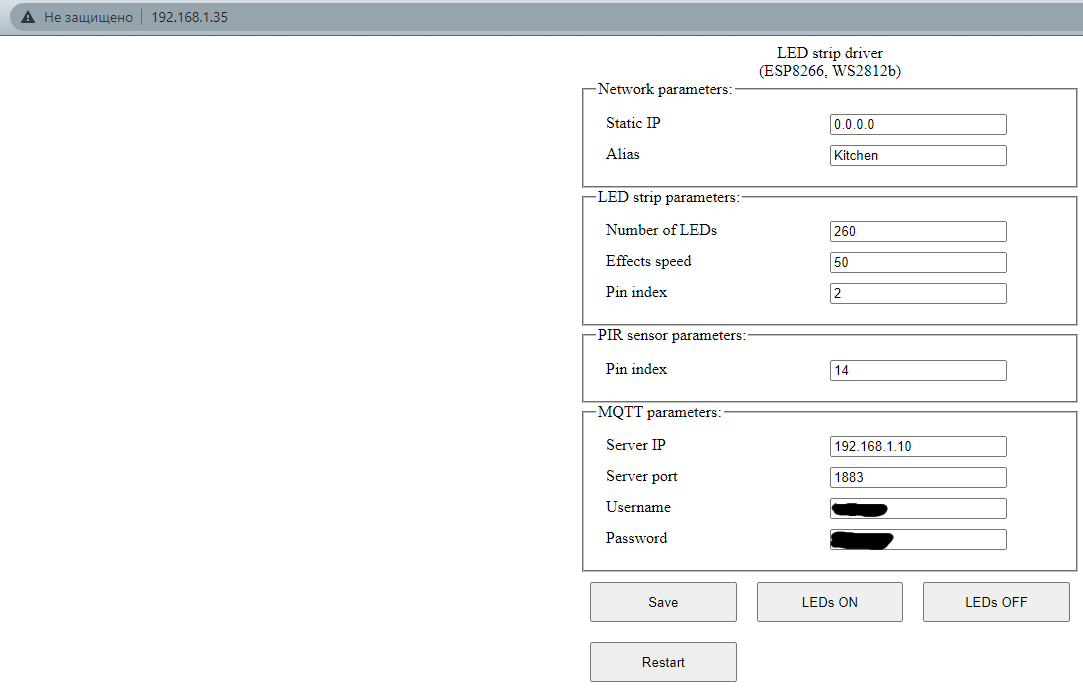 Не защищено 192.168.1.35
LED strip driver
(ESP8266, WS2812b)
Network parameters:
Static IP 0.0.0.0
Alias Kitchen
LED strip parameters:
Number of LEDs 260
Effects speed 50
Pin index 2
PIR sensor parameters:
Pin index 14
MQTT parameters:
Server IP 192.168.1.10
Server port 1883
Username
Password
Save LEDs ON LEDs OFF
Restart